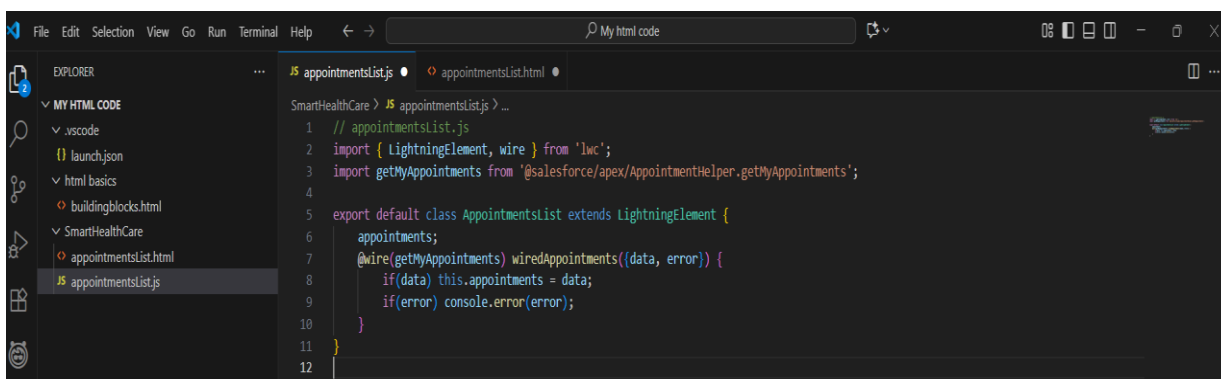 File Edit Selection View Go Run Terminal Help
My html code
EXPLORER
2
MY HTML CODE
.vscode
{} launch.json
html basics
<> buildingblocks.html
SmartHealthCare
<> appointmentsList.html
JS appointmentsList.js
JS appointmentsList.js
<> appointmentsList.html
SmartHealthCare > JS appointmentsList.js > ...
1 // appointmentsList.js
2 import { LightningElement, wire } from 'lwc';
3 import getMyAppointments from '@salesforce/apex/AppointmentHelper.getMyAppointments';
4
5 export default class AppointmentsList extends LightningElement {
6 appointments;
7 @wire(getMyAppointments) wiredAppointments({data, error}) {
8 if(data) this.appointments = data;
9 if(error) console.error(error);
10 }
11 }
12